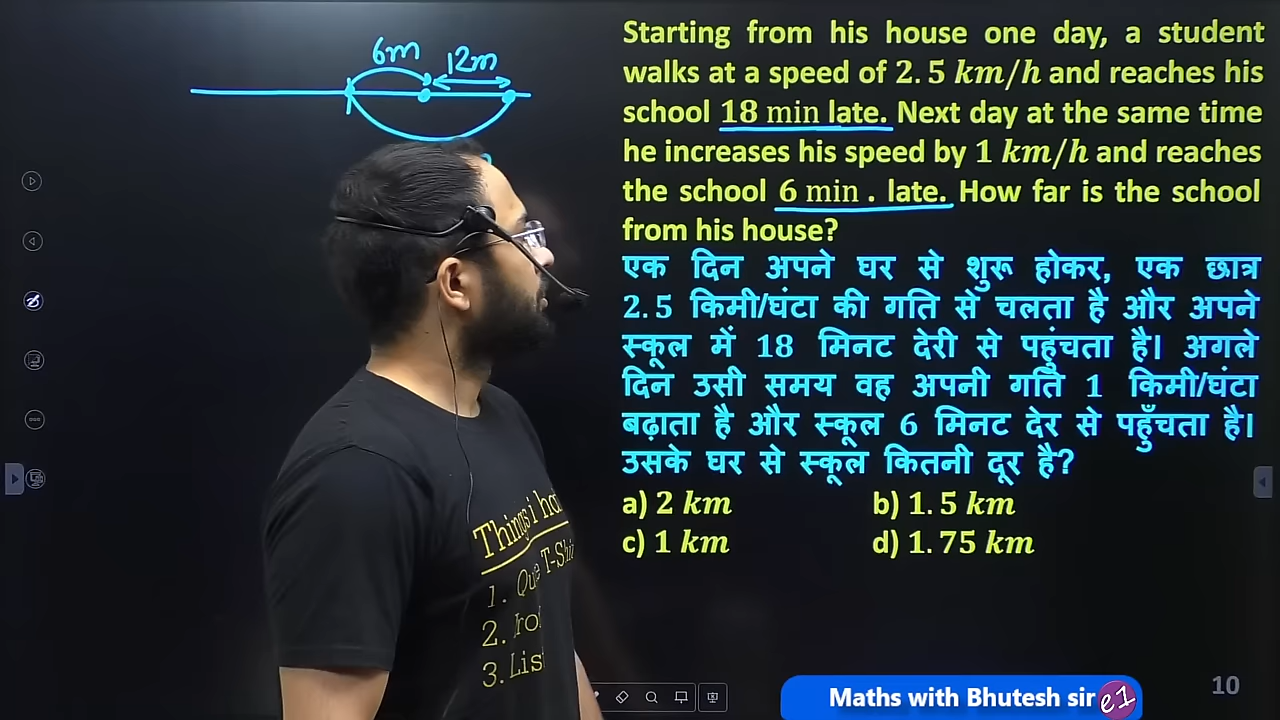 6m 12m
Starting from his house one day, a student
walks at a speed of 2.5 km/h and reaches his
school 18 min late. Next day at the same time
he increases his speed by 1 km/h and reaches
the school 6 min . late. How far is the school
from his house?
एक दिन अपने घर से शुरू होकर, एक छात्र
2.5 किमी/घंटा की गति से चलता है और अपने
स्कूल में 18 मिनट देरी से पहुंचता है। अगले
दिन उसी समय वह अपनी गति 1 किमी/घंटा
बढ़ाता है और स्कूल 6 मिनट देर से पहुँचता है।
उसके घर से स्कूल कितनी दूर है?
a) 2 km b) 1.5 km
c) 1 km d) 1.75 km
Things i
1.
2.
3.
Maths with Bhutesh sir e1
10